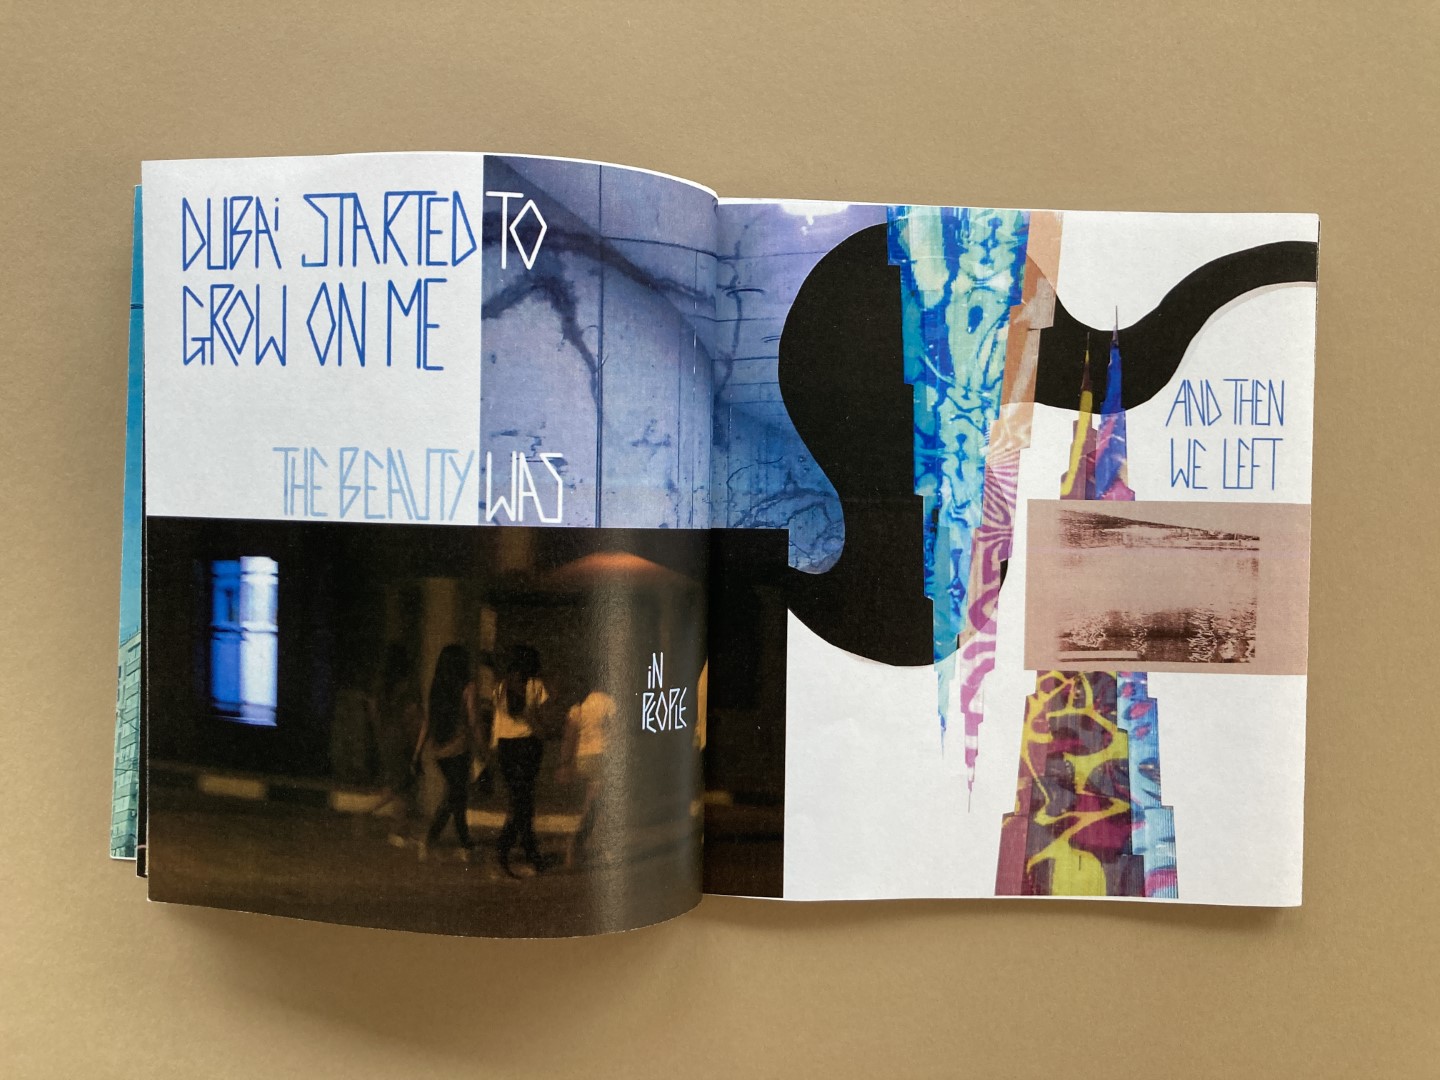 DUBAi STARTED TO
GROW ON ME
THE BEAUTY WAS
iN
PEOPLE
AND THEN
WE LEFT